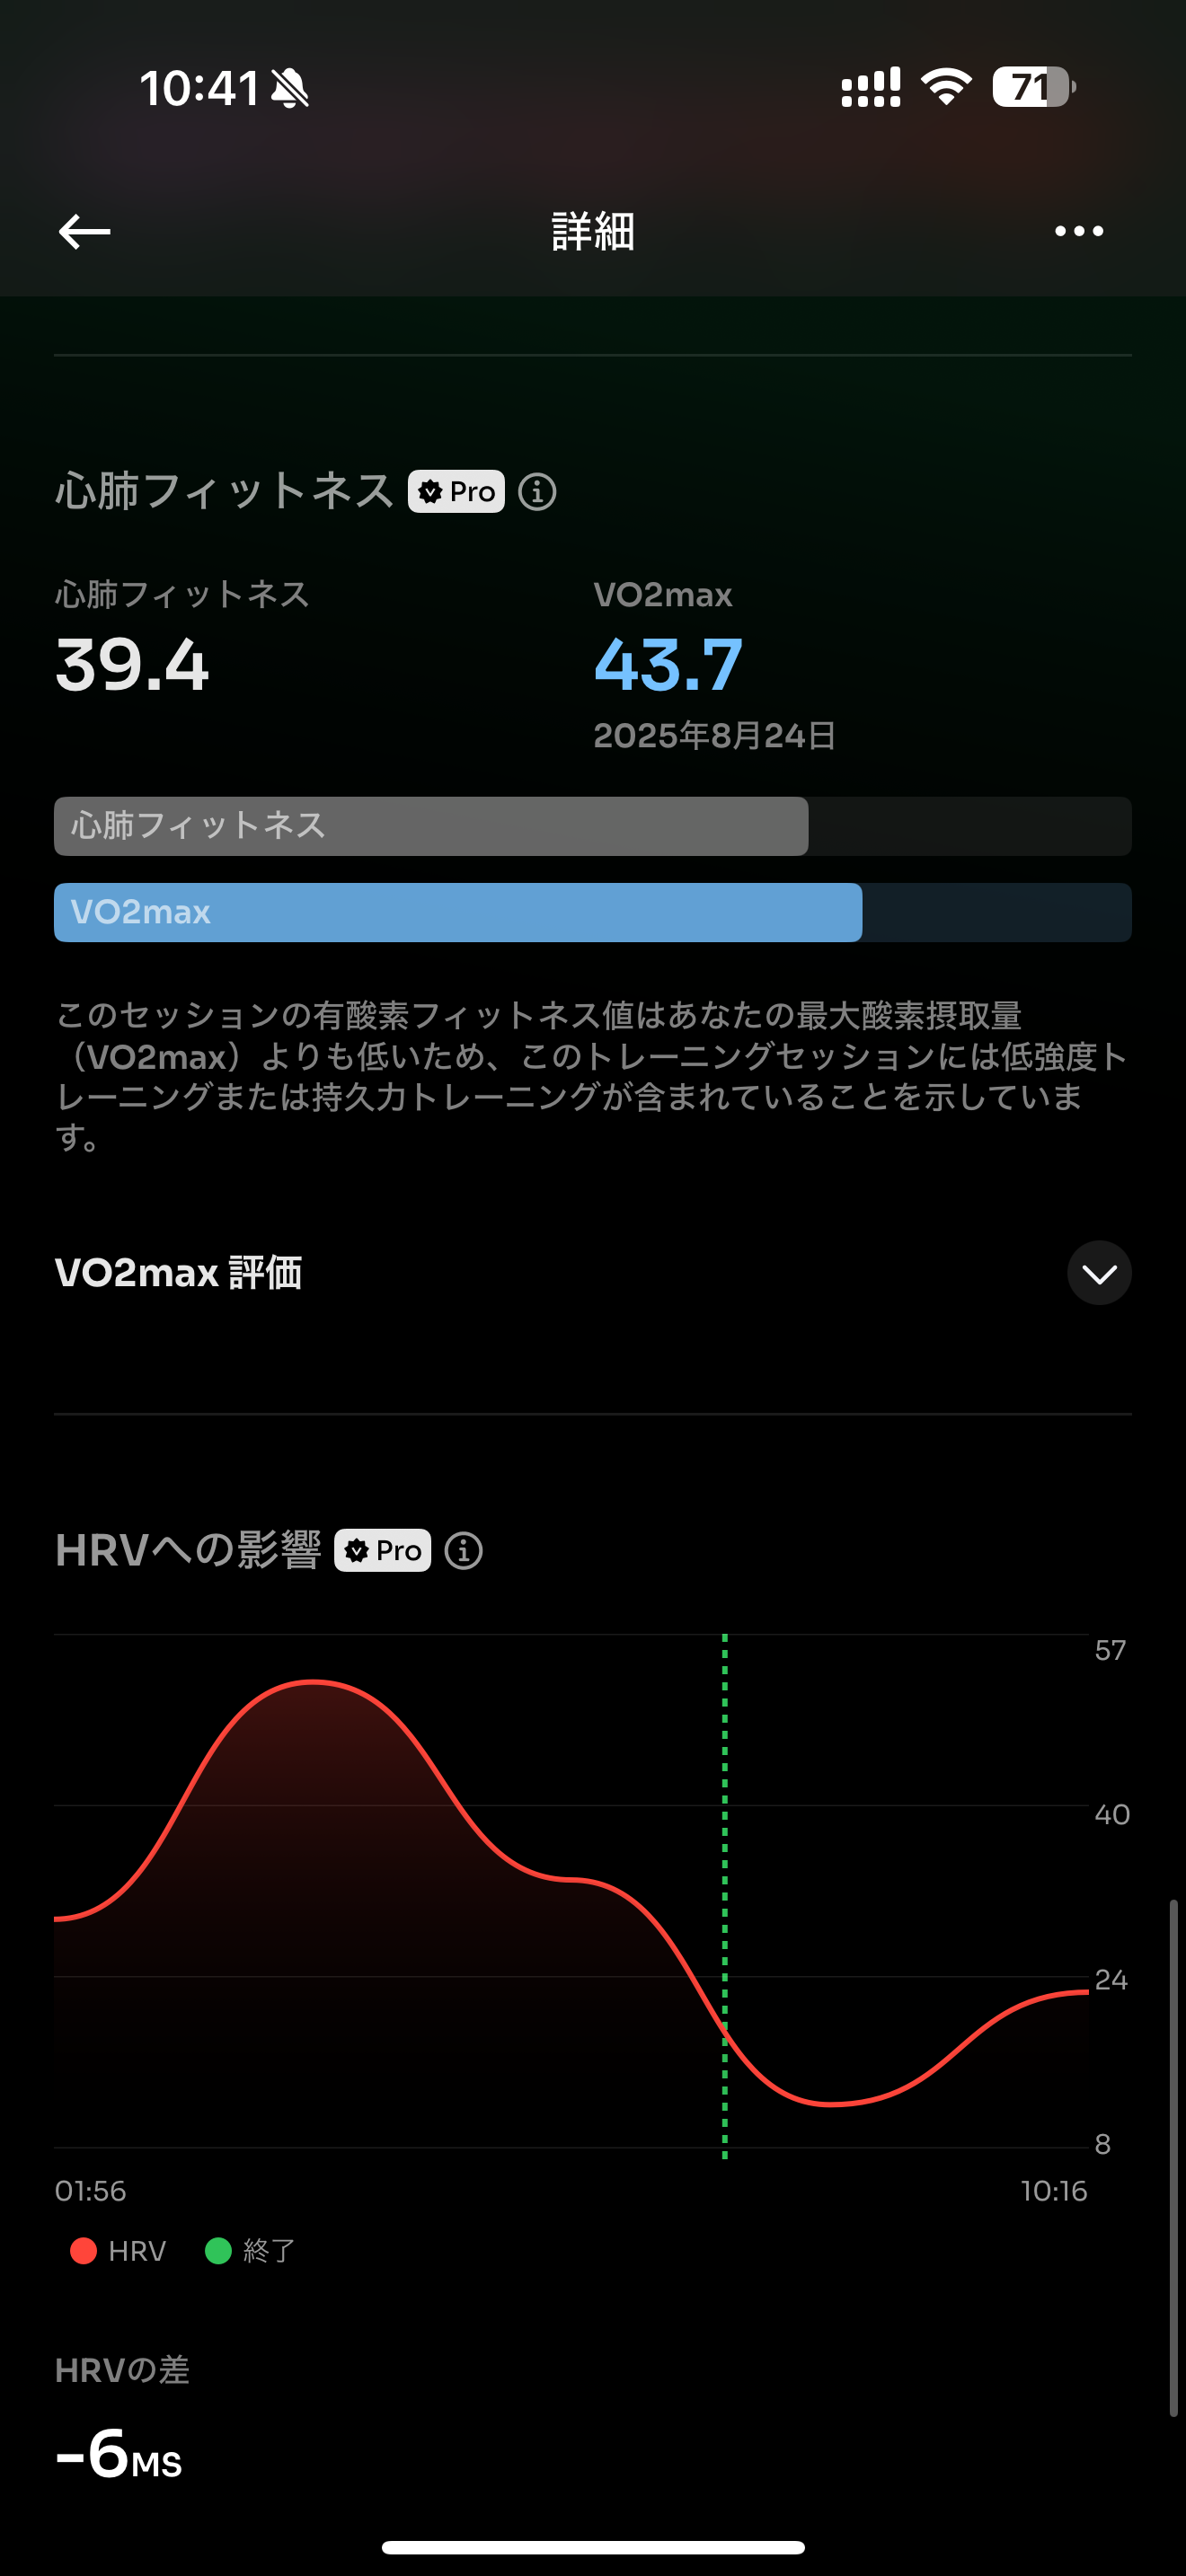 10:41
71
詳細
心肺フィットネス Pro
心肺フィットネス
39.4
VO2max
43.7
2025年8月24日
心肺フィットネス
VO2max
このセッションの有酸素フィットネス値はあなたの最大酸素摂取量
（VO2max）よりも低いため、このトレーニングセッションには低強度ト
レーニングまたは持久力トレーニングが含まれていることを示していま
す。
VO2max 評価
HRVへの影響 Pro
57
40
24
8
01:56
10:16
HRV
終了
HRVの差
-6MS